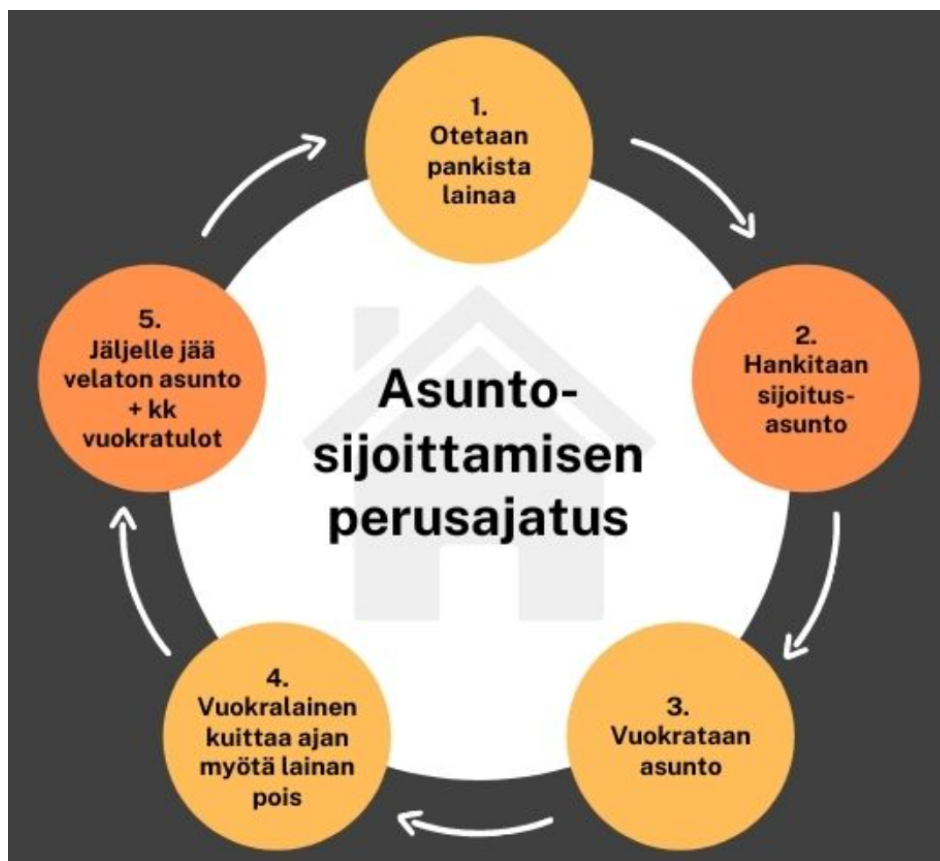 1.
Otetaan
pankista
lainaa
2.
Hankitaan
sijoitus-
asunto
3.
Vuokrataan
asunto
4.
Vuokralainen
kuittaa ajan
myötä lainan
pois
5.
Jäljelle jää
velaton asunto
+ kk
vuokratulot
Asunto-
sijoittamisen
perusajatus